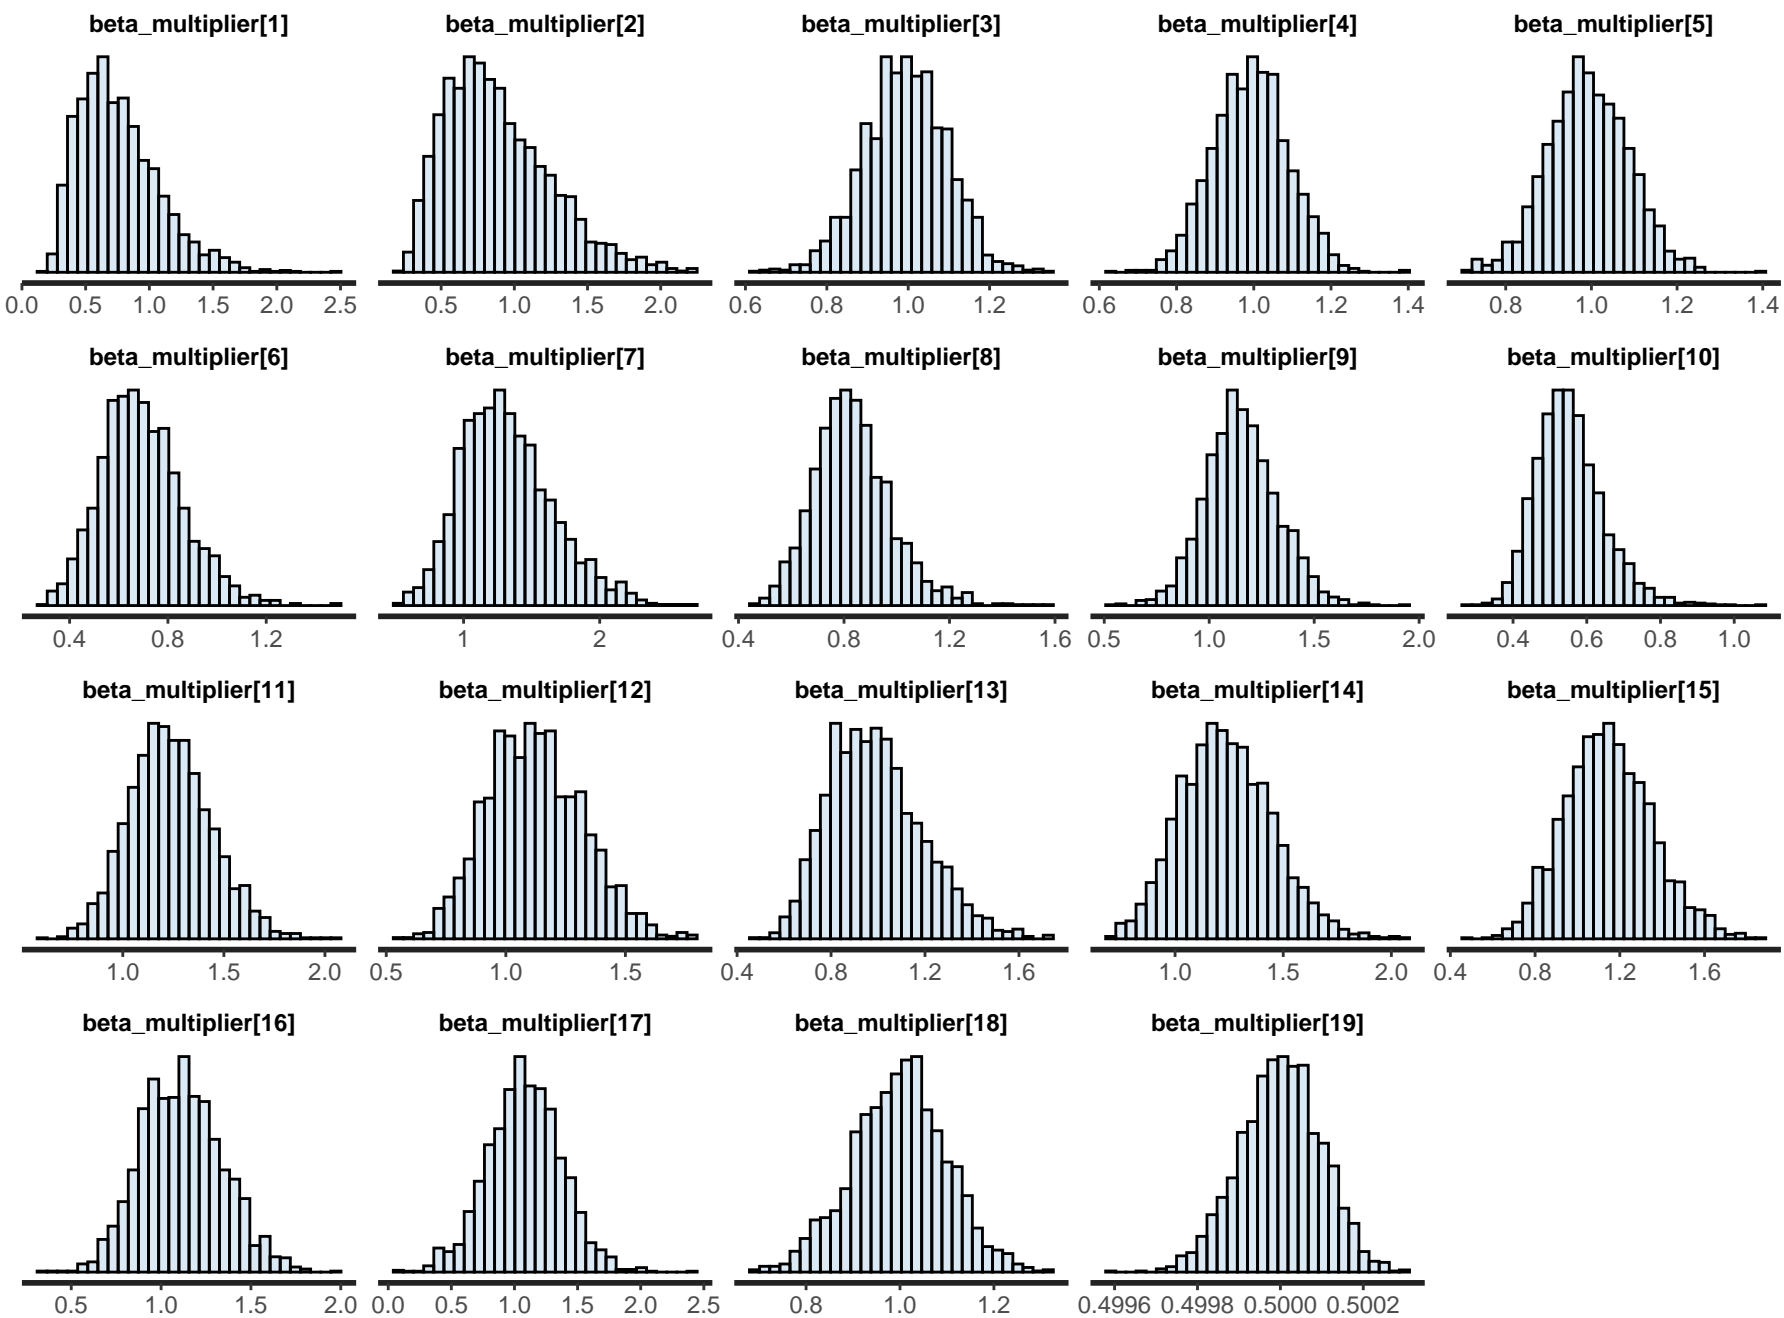 beta_multiplier[1] beta_multiplier[2] beta_multiplier[3] beta_multiplier[4] beta_multiplier[5]
0.0 0.5 1.0 1.5 2.0 2.5 0.5 1.0 1.5 2.0 0.6 0.8 1.0 1.2 0.6 0.8 1.0 1.2 1.4 0.8 1.0 1.2 1.4
beta_multiplier[6] beta_multiplier[7] beta_multiplier[8] beta_multiplier[9] beta_multiplier[10]
0.4 0.8 1.2 1 2 0.4 0.8 1.2 1.6 0.5 1.0 1.5 2.0 0.4 0.6 0.8 1.0
beta_multiplier[11] beta_multiplier[12] beta_multiplier[13] beta_multiplier[14] beta_multiplier[15]
1.0 1.5 2.0 0.5 1.0 1.5 0.4 0.8 1.2 1.6 1.0 1.5 2.0 0.4 0.8 1.2 1.6
beta_multiplier[16] beta_multiplier[17] beta_multiplier[18] beta_multiplier[19]
0.5 1.0 1.5 2.0 0.0 0.5 1.0 1.5 2.0 2.5 0.8 1.0 1.2 0.4996 0.4998 0.5000 0.5002